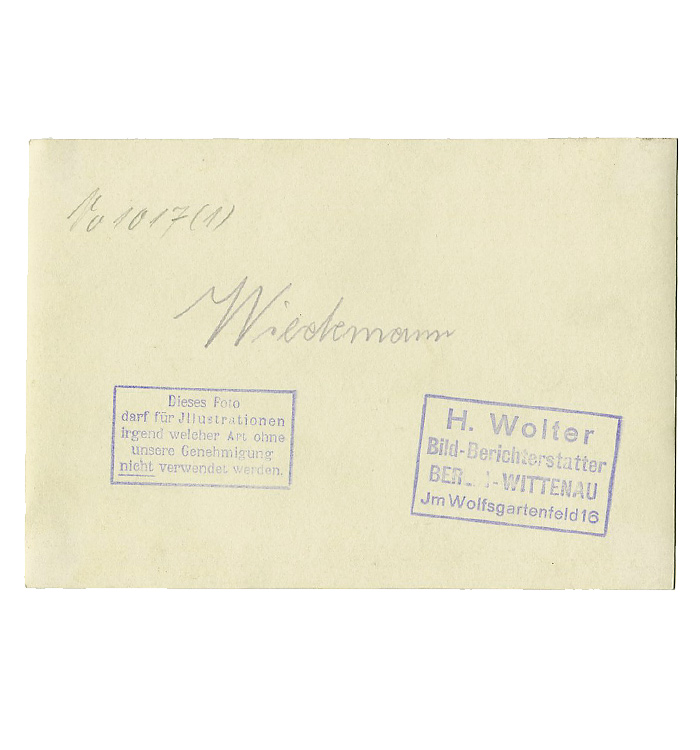 No 1017(1)
Wiedemann
Dieses Foto
darf für Jllustrationen
irgend welcher Art ohne
unsere Genehmigung
nicht verwendet werden.
H. Wolter
Bild-Berichterstatter
-WITTENAU
Jm Wolfsgartenfeld 16